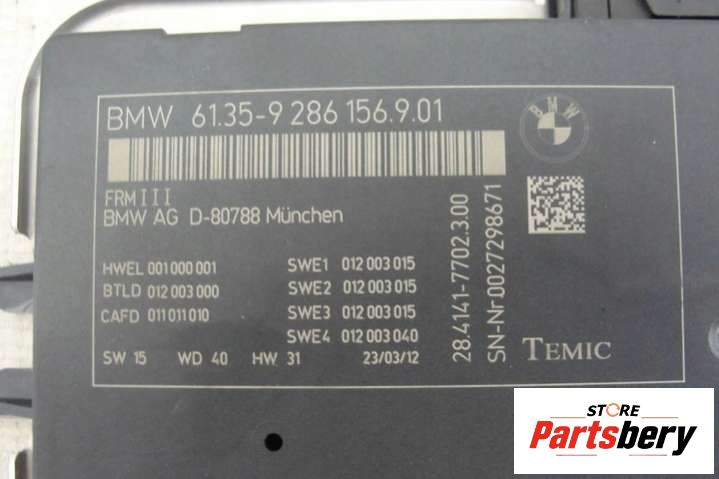 BMW 61.35-9 286 156.9.01
BMW
FRM III
BMW AG D-80788 München
HWEL 001 000 001
BTLD 012 003 000
CAFD 011 011 010
SWE1 012 003 015
SWE2 012 003 015
SWE3 012 003 015
SWE4 012 003 040
SW 15 WD 40 HW 31 23/03/12
28.4141-7702.3.00
SN-Nr 0027298671
TEMIC
STORE
Partsbery